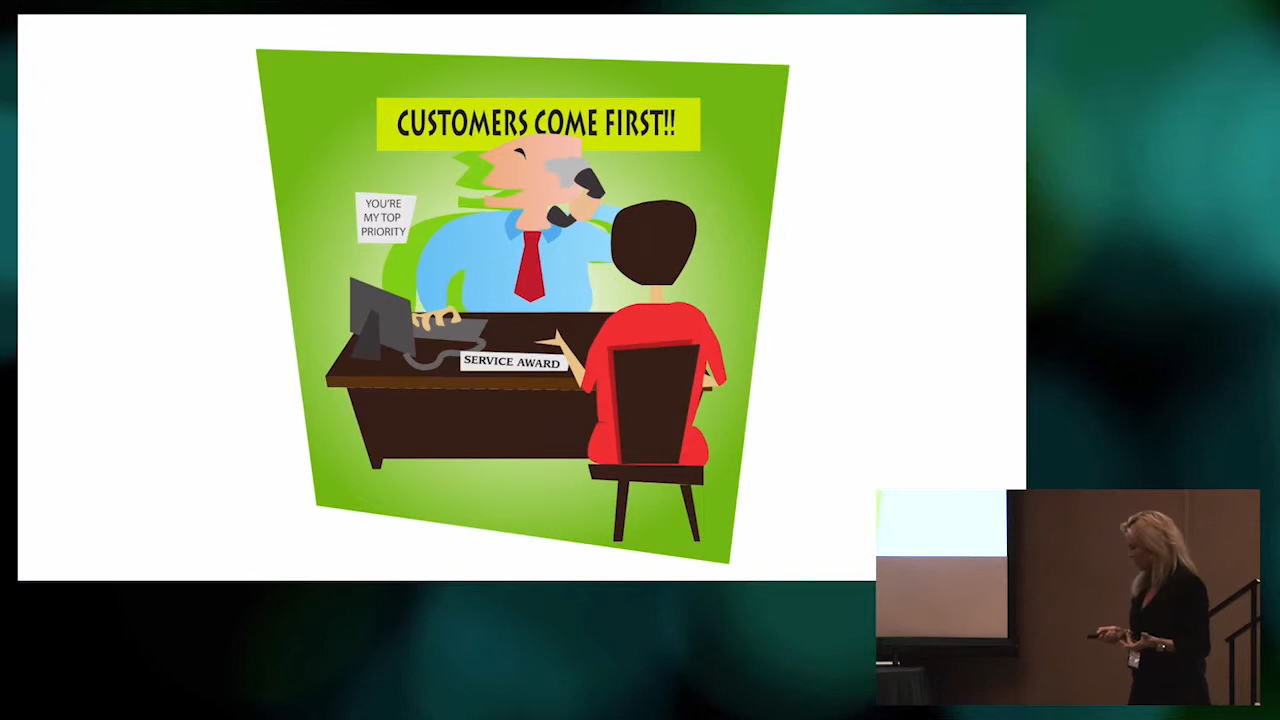 CUSTOMERS COME FIRST!!
YOU'RE
MY TOP
PRIORITY
SERVICE AWARD